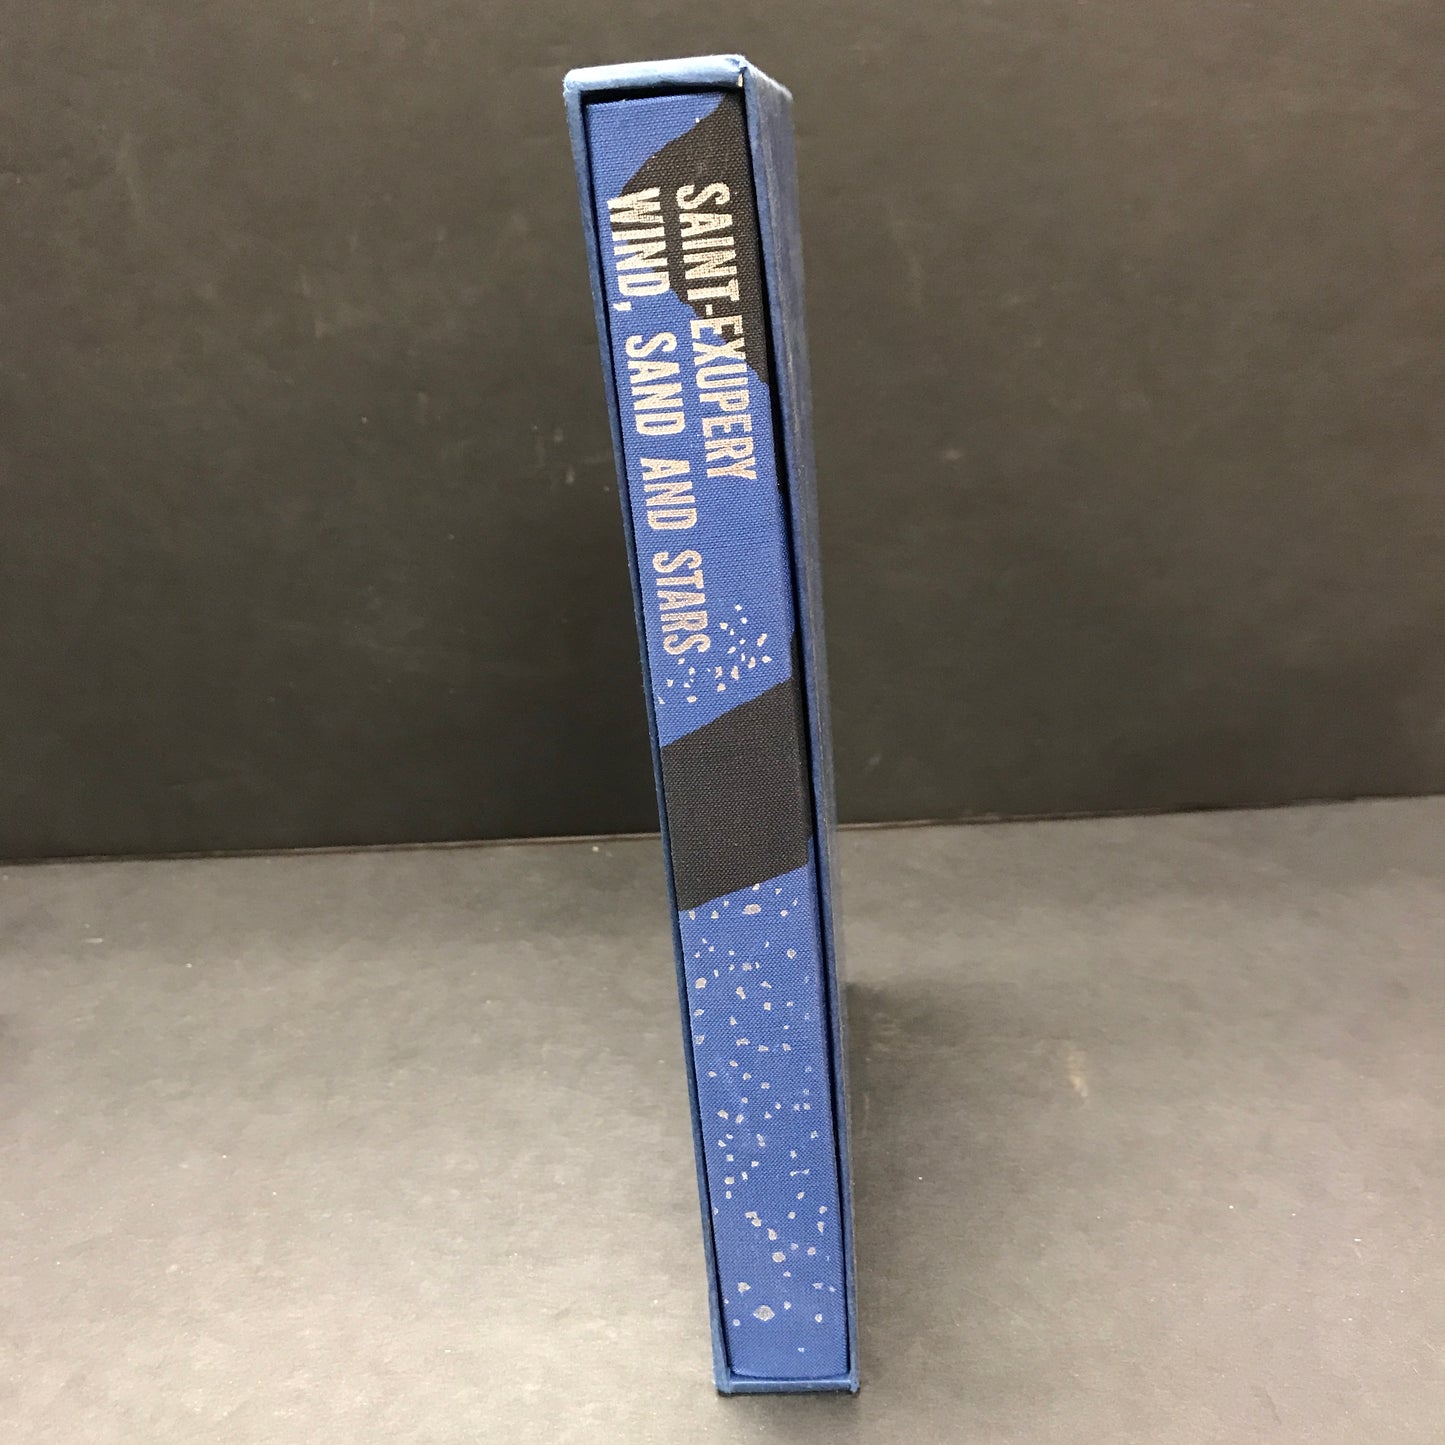 SAINT-EXUPERY
WIND, SAND AND STARS